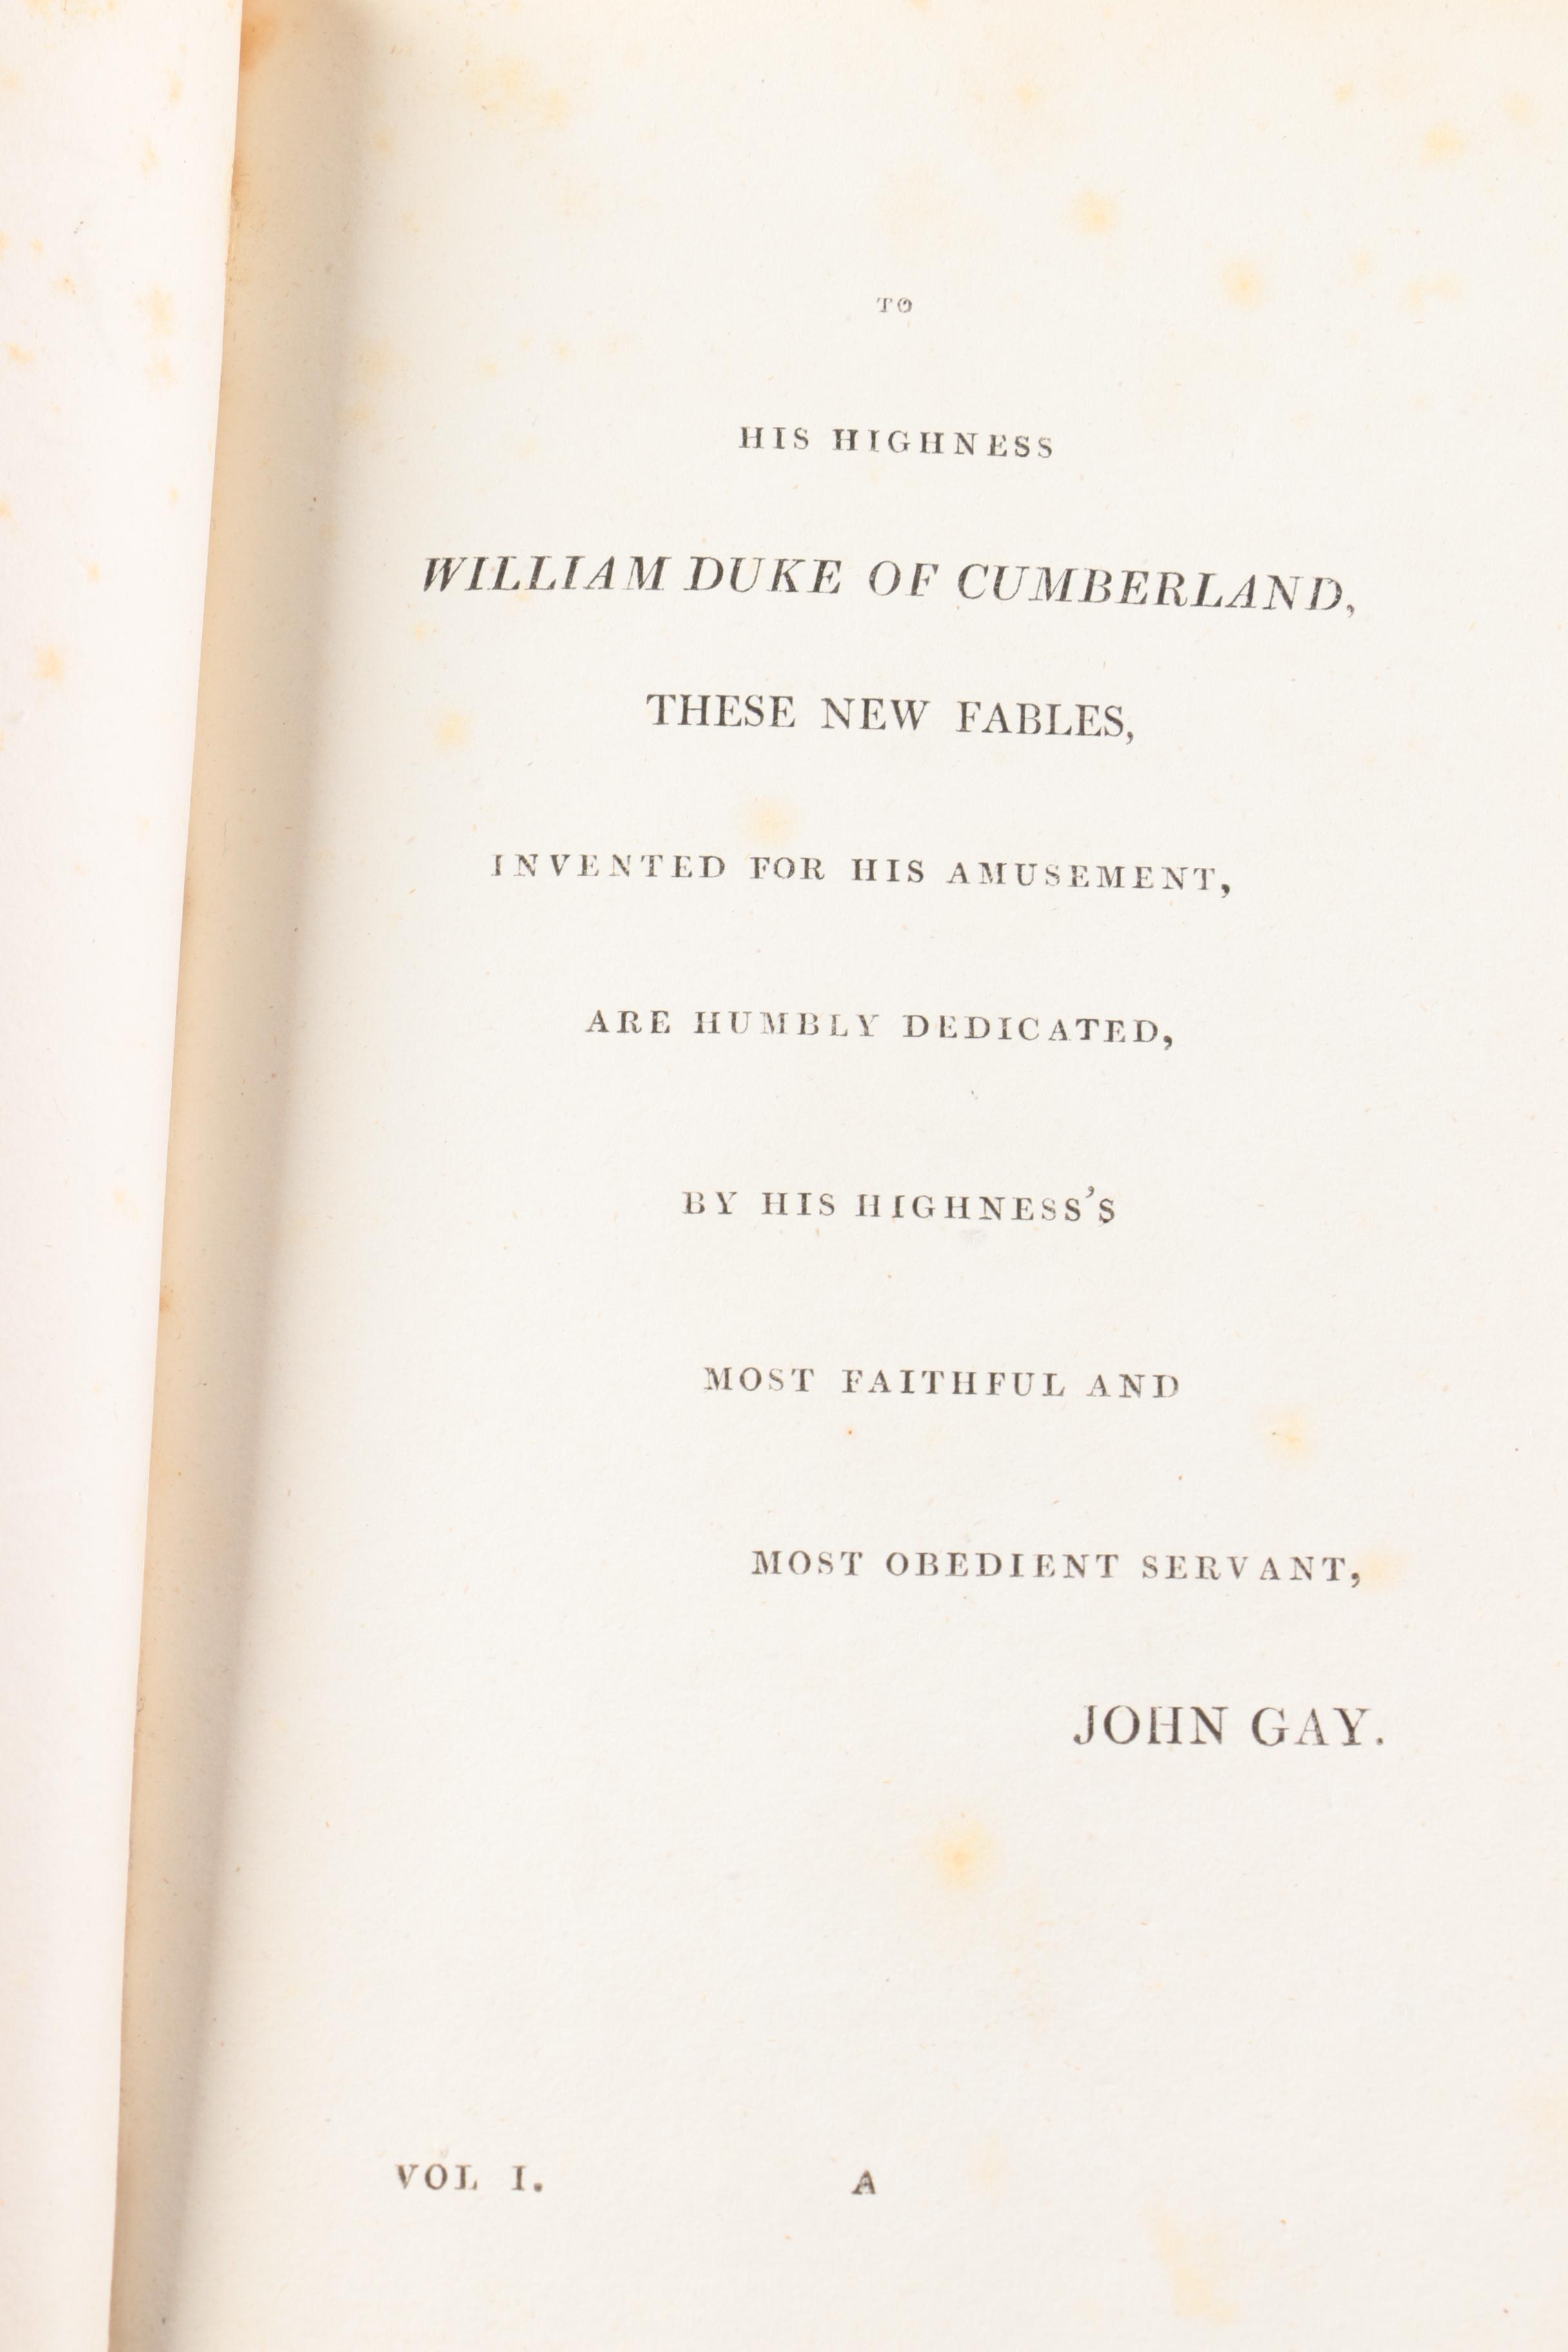 TO
HIS HIGHNESS
WILLIAM DUKE OF CUMBERLAND,
THESE NEW FABLES,
INVENTED FOR HIS AMUSEMENT,
ARE HUMBLY DEDICATED,
BY HIS HIGHNESS'S
MOST FAITHFUL AND
MOST OBEDIENT SERVANT,
JOHN GAY.
VOL I. A